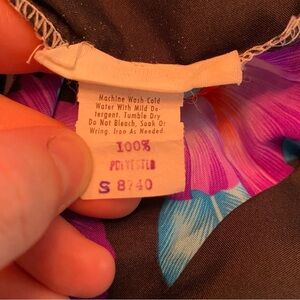 Machine Wash Cold
Water With Mild De-
tergent. Tumble Dry
Do Not Bleach, Soak Or
Wring. Iron As Needed.
100%
POLYESTER
S 8740